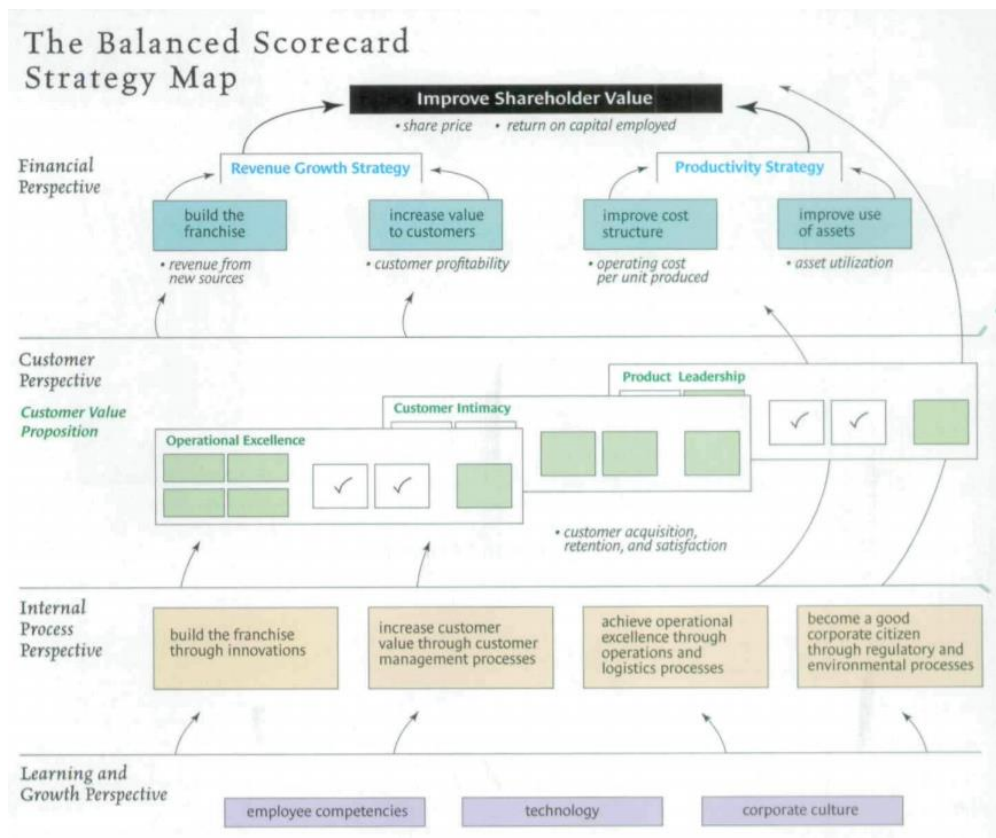 The Balanced Scorecard
Strategy Map
Improve Shareholder Value
• share price • return on capital employed
Financial
Perspective
Revenue Growth Strategy
Productivity Strategy
build the
franchise
increase value
to customers
improve cost
structure
improve use
of assets
• revenue from
new sources
• customer profitability
• operating cost
per unit produced
• asset utilization
Customer
Perspective
Customer Value
Proposition
Product Leadership
Customer Intimacy
Operational Excellence
• customer acquisition,
retention, and satisfaction
Internal
Process
Perspective
build the franchise
through innovations
increase customer
value through customer
management processes
achieve operational
excellence through
operations and
logistics processes
become a good
corporate citizen
through regulatory and
environmental processes
Learning and
Growth Perspective
employee competencies
technology
corporate culture